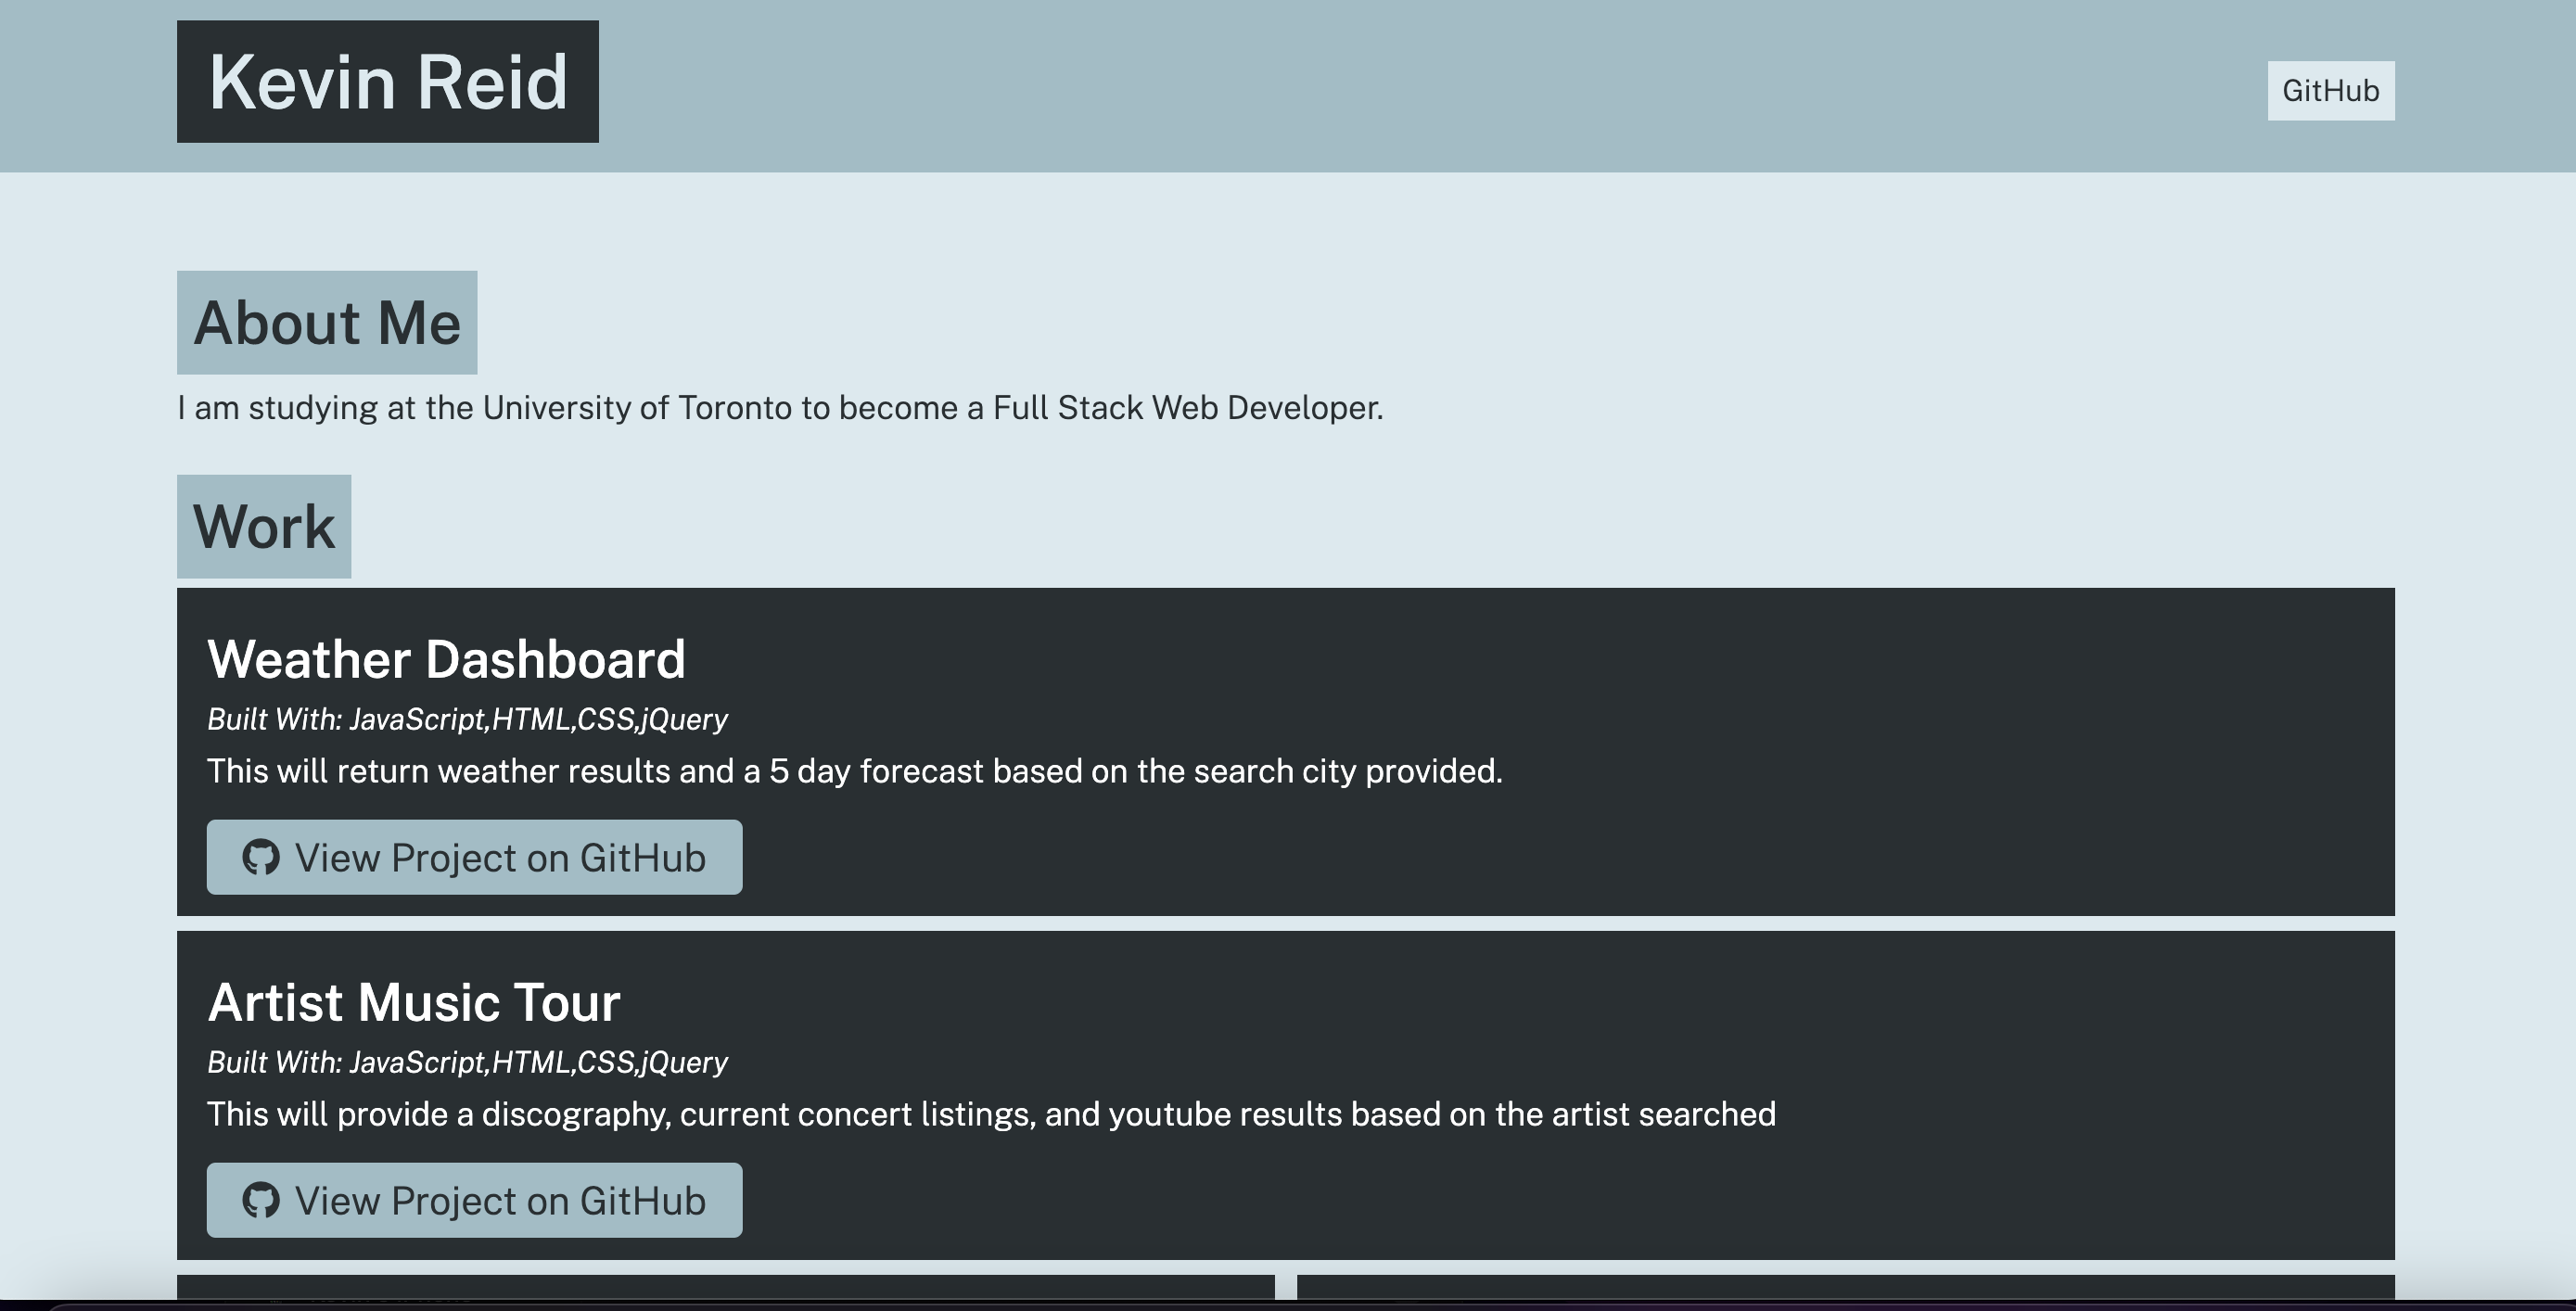 Kevin Reid
GitHub
About Me
I am studying at the University of Toronto to become a Full Stack Web Developer.
Work
Weather Dashboard
Built With: JavaScript,HTML,CSS,jQuery
This will return weather results and a 5 day forecast based on the search city provided.
View Project on GitHub
Artist Music Tour
Built With: JavaScript,HTML,CSS,jQuery
This will provide a discography, current concert listings, and youtube results based on the artist searched
View Project on GitHub